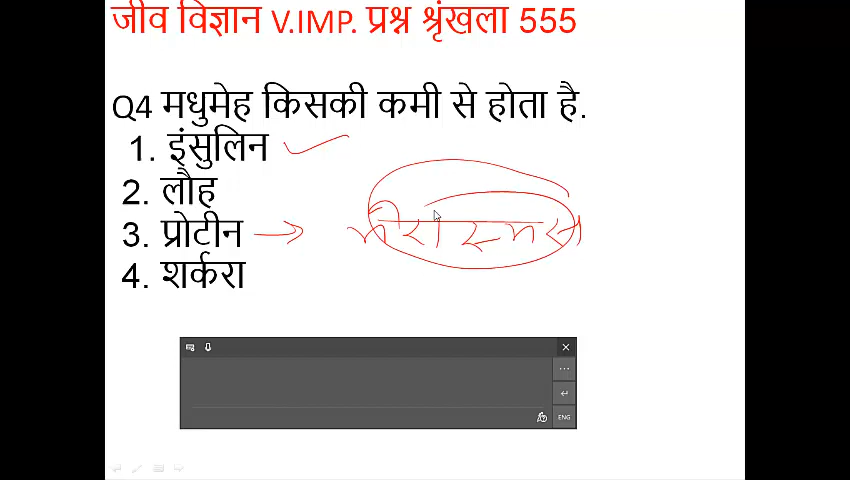 जीव विज्ञान V.IMP. प्रश्न श्रृंखला 555
Q4 मधुमेह किसकी कमी से होता है.
1. इंसुलिन
2. लौह
3. प्रोटीन
4. शर्करा
ENG